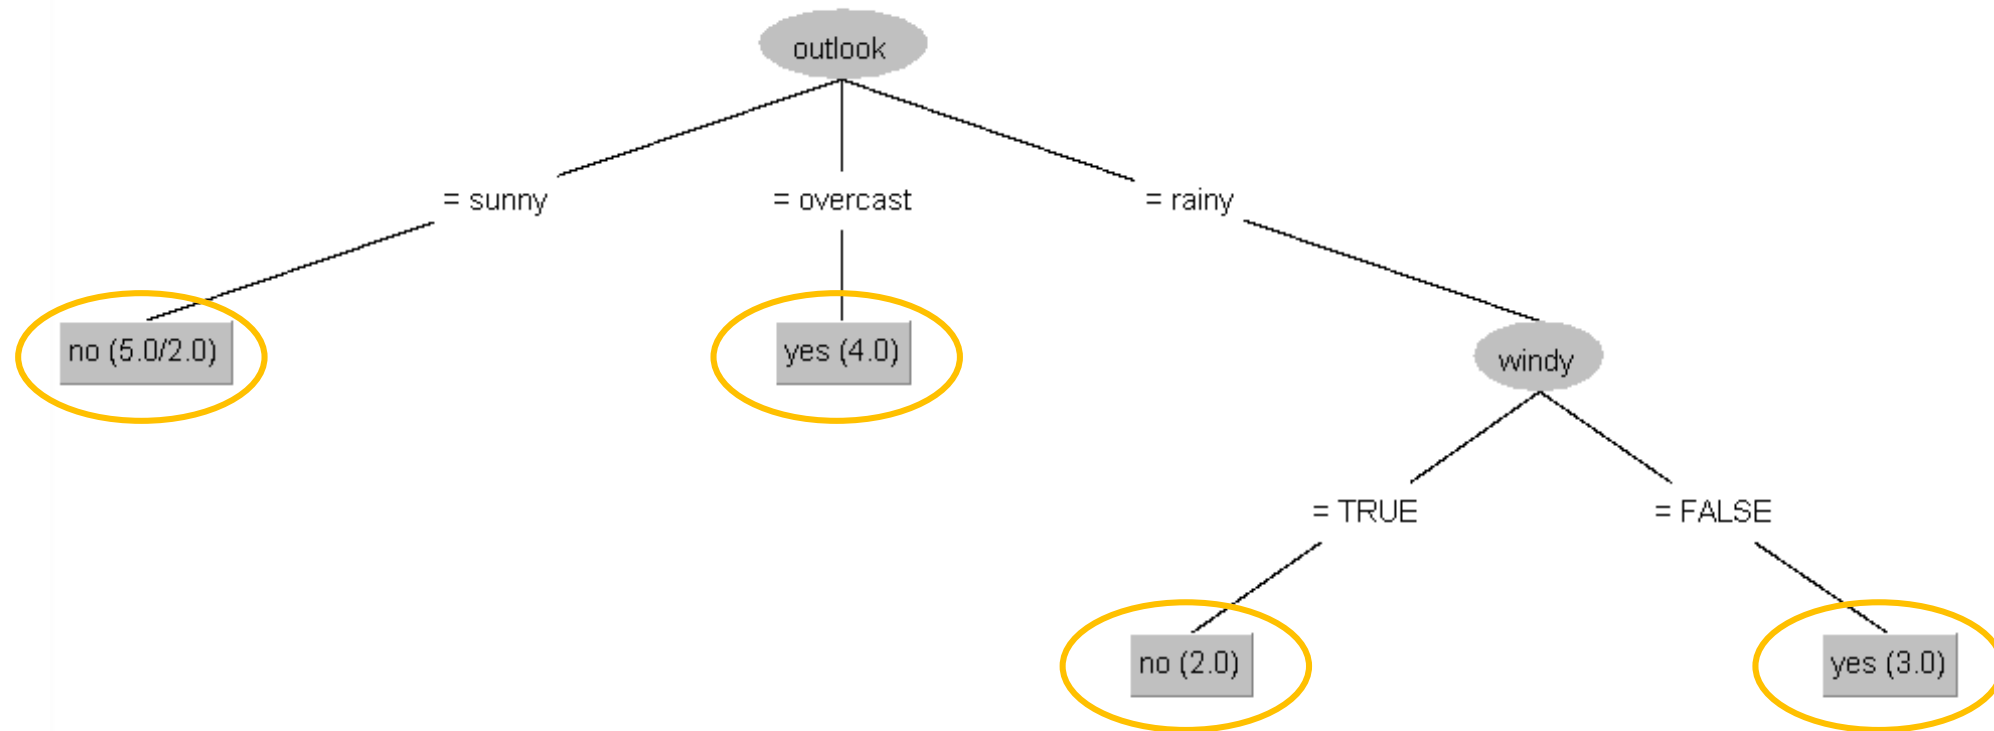 outlook
= sunny
= overcast
= rainy
no (5.0/2.0)
yes (4.0)
windy
= TRUE
= FALSE
no (2.0)
yes (3.0)